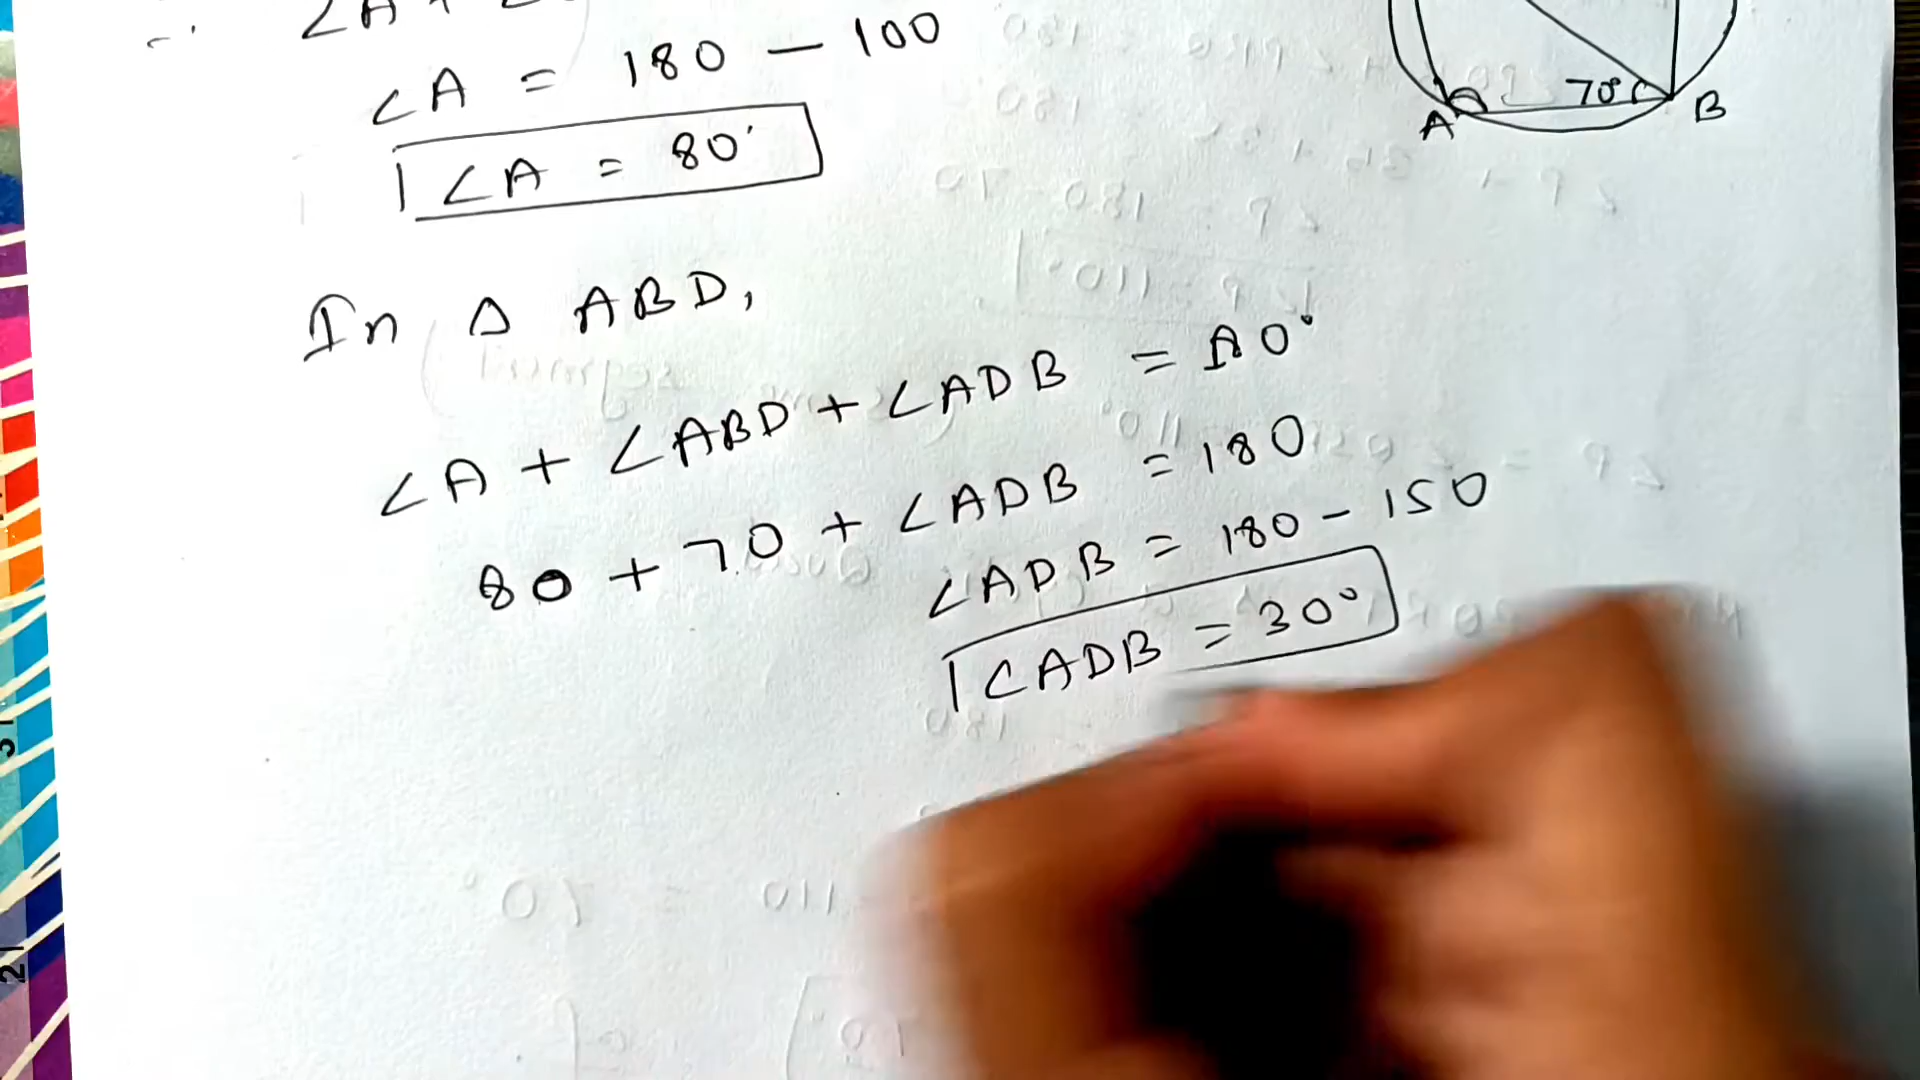 ∠A +
∠A = 180 - 100
∠A = 80°
70°
A
B
In Δ ABD,
∠A + ∠ABD + ∠ADB = 180°
80 + 70 + ∠ADB = 180
∠ADB = 180 - 150
∠ADB = 30°